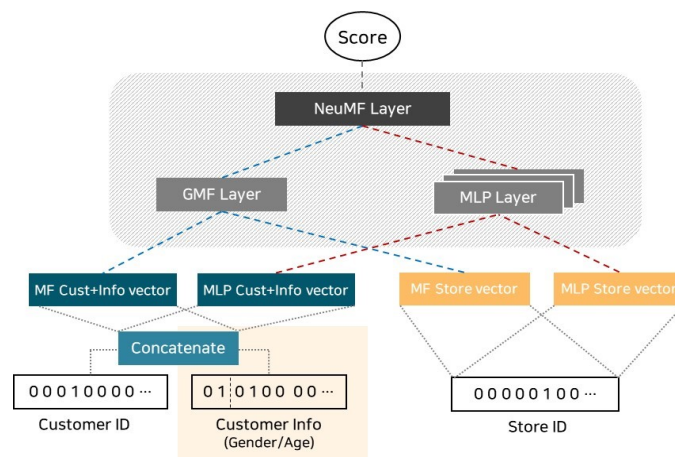 Score
NeuMF Layer
GMF Layer
MLP Layer
MF Cust+Info vector
MLP Cust+Info vector
MF Store vector
MLP Store vector
Concatenate
0 0 0 1 0 0 0 0 ···
0 1 0 1 0 0 0 0 ···
0 0 0 0 0 1 0 0 ···
Customer ID
Customer Info
(Gender/Age)
Store ID